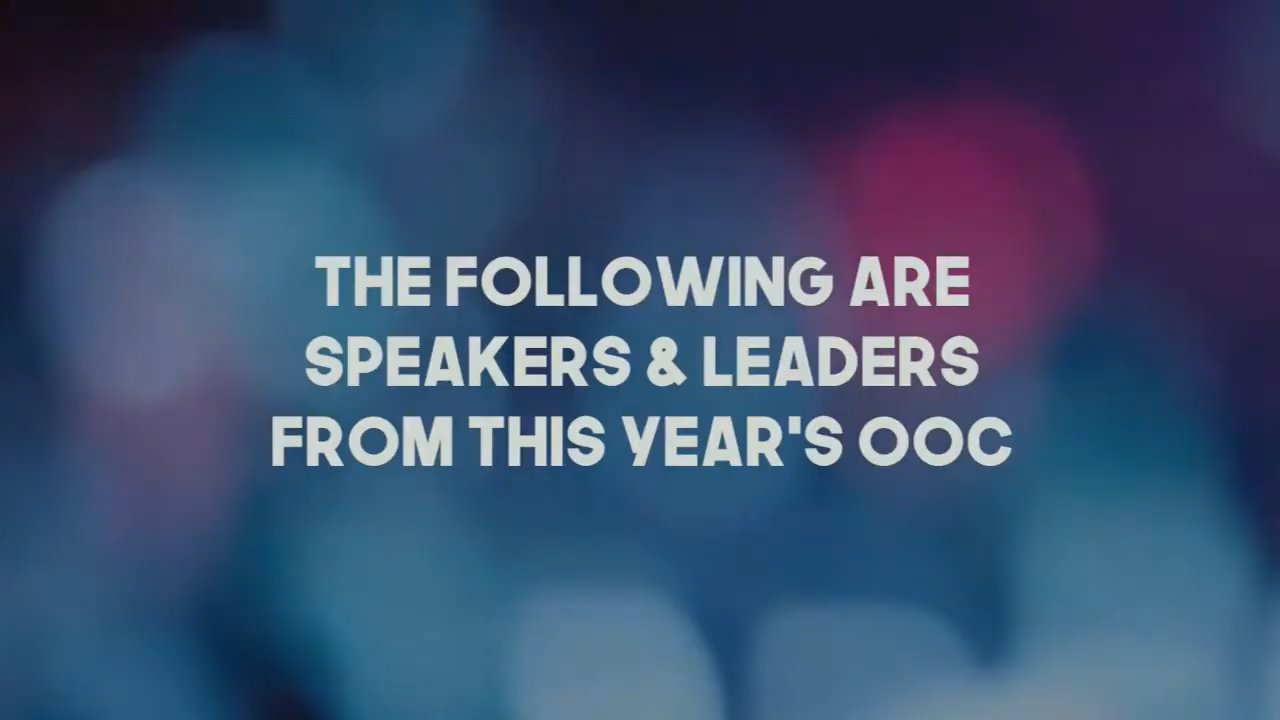 THE FOLLOWING ARE
SPEAKERS & LEADERS
FROM THIS YEAR'S OOC